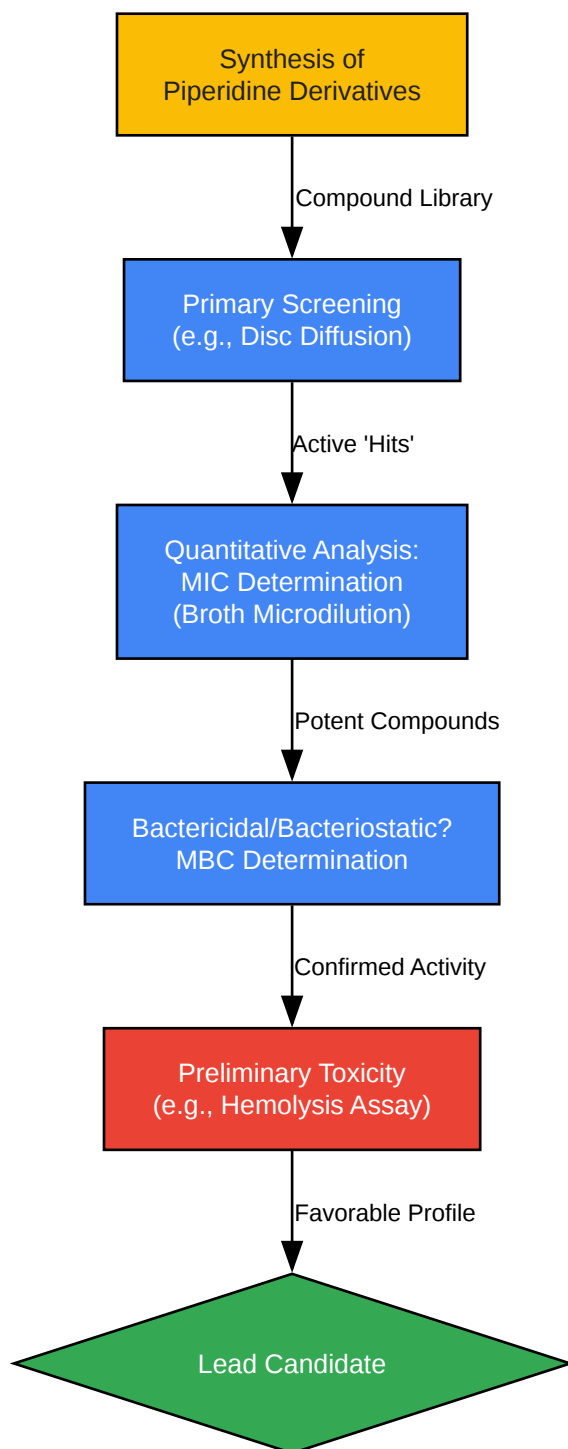 Synthesis of
Piperidine Derivatives
Compound Library
Primary Screening
(e.g., Disc Diffusion)
Active 'Hits'
Quantitative Analysis:
MIC Determination
(Broth Microdilution)
Potent Compounds
Bactericidal/Bacteriostatic?
MBC Determination
Confirmed Activity
Preliminary Toxicity
(e.g., Hemolysis Assay)
Favorable Profile
Lead Candidate